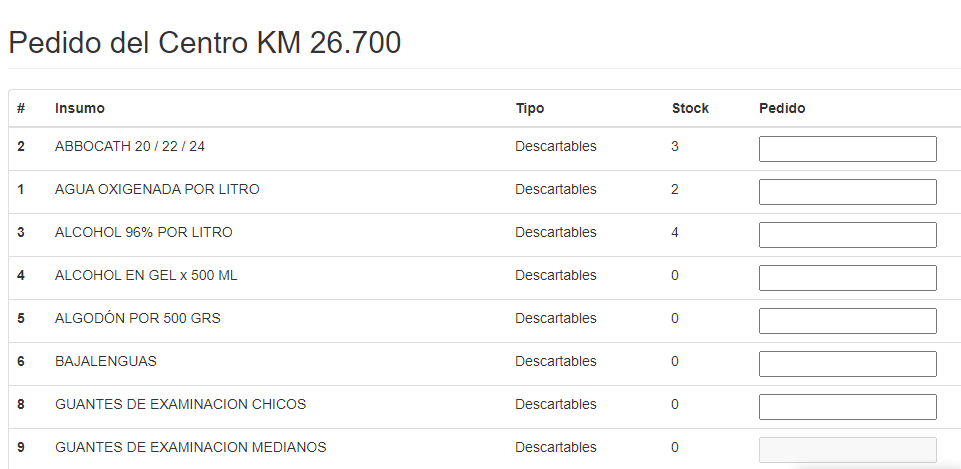 Pedido del Centro KM 26.700
# Insumo Tipo Stock Pedido
2 ABBOCATH 20 / 22 / 24 Descartables 3
1 AGUA OXIGENADA POR LITRO Descartables 2
3 ALCOHOL 96% POR LITRO Descartables 4
4 ALCOHOL EN GEL x 500 ML Descartables 0
5 ALGODÓN POR 500 GRS Descartables 0
6 BAJALENGUAS Descartables 0
8 GUANTES DE EXAMINACION CHICOS Descartables 0
9 GUANTES DE EXAMINACION MEDIANOS Descartables 0